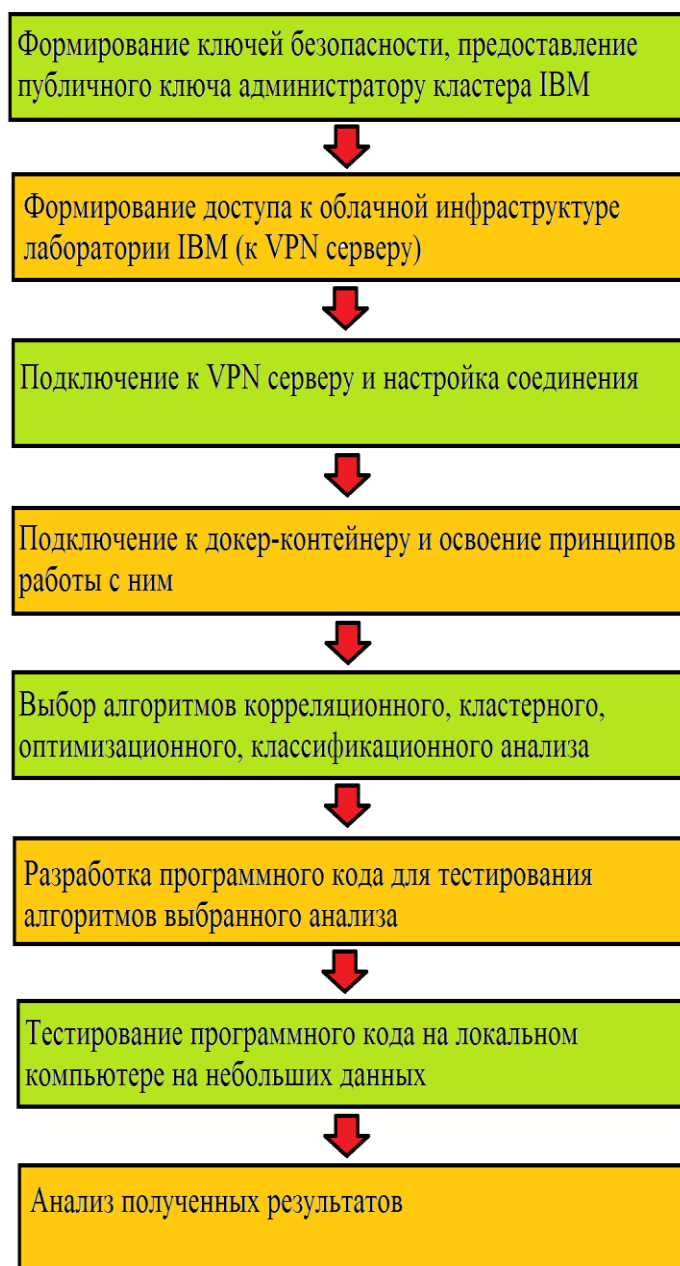 Формирование ключей безопасности, предоставление
публичного ключа администратору кластера IBM
Формирование доступа к облачной инфраструктуре
лаборатории IBM (к VPN серверу)
Подключение к VPN серверу и настройка соединения
Подключение к докер-контейнеру и освоение принципов
работы с ним
Выбор алгоритмов корреляционного, кластерного,
оптимизационного, классификационного анализа
Разработка программного кода для тестирования
алгоритмов выбранного анализа
Тестирование программного кода на локальном
компьютере на небольших данных
Анализ полученных результатов